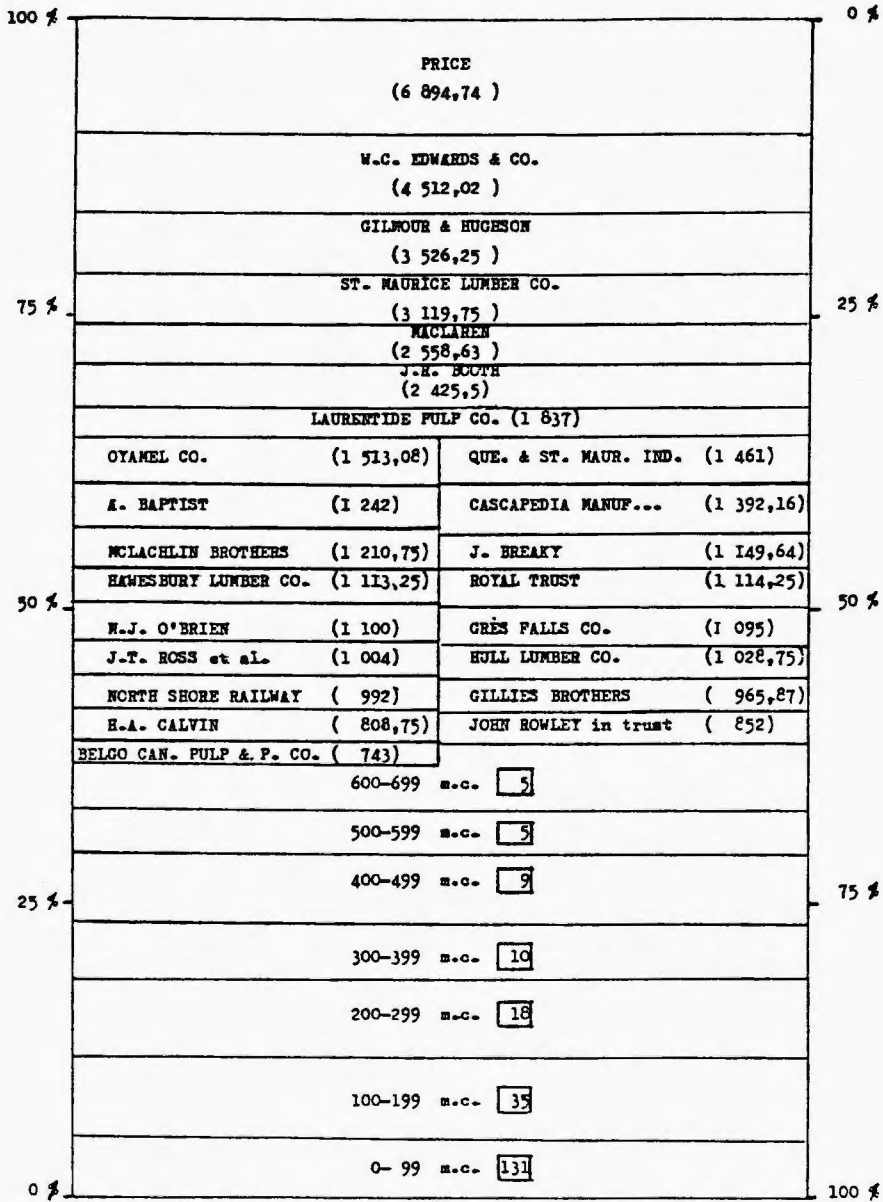 100 % 0 %
PRICE
(6 894,74 )
W.C. EDWARDS & CO.
(4 512,02 )
GILMOUR & HUGHSON
(3 526,25 )
ST. MAURICE LUMBER CO.
75 % 25 %
(3 119,75 )
MACLAREN
(2 558,63 )
J.R. BOOTH
(2 425,5)
LAURENTIDE PULP CO. (1 837)
OYAMEL CO. (1 513,08) QUE. & ST. MAUR. IND. (1 461)
A. BAPTIST (I 242) CASCAPEDIA MANUF... (1 392,16)
MCLACHLIN BROTHERS (1 210,75) J. BREAKY (1 I49,64)
HAWESBURY LUMBER CO. (1 113,25) ROYAL TRUST (1 114,25)
50 % 50 %
M.J. O'BRIEN (I 100) GRÈS FALLS CO. (I 095)
J.T. ROSS et al. (1 004) HULL LUMBER CO. (1 028,75)
NORTH SHORE RAILWAY ( 992) GILLIES BROTHERS ( 965,87)
H.A. CALVIN ( 808,75) JOHN ROWLEY in trust ( 852)
BELGO CAN. PULP & P. CO. ( 743)
600-699 m.c. 5
500-599 m.c. 5
400-499 m.c. 9
25 % 75 %
300-399 m.c. 10
200-299 m.c. 18
100-199 m.c. 35
0- 99 m.c. 131
0 % 100 %